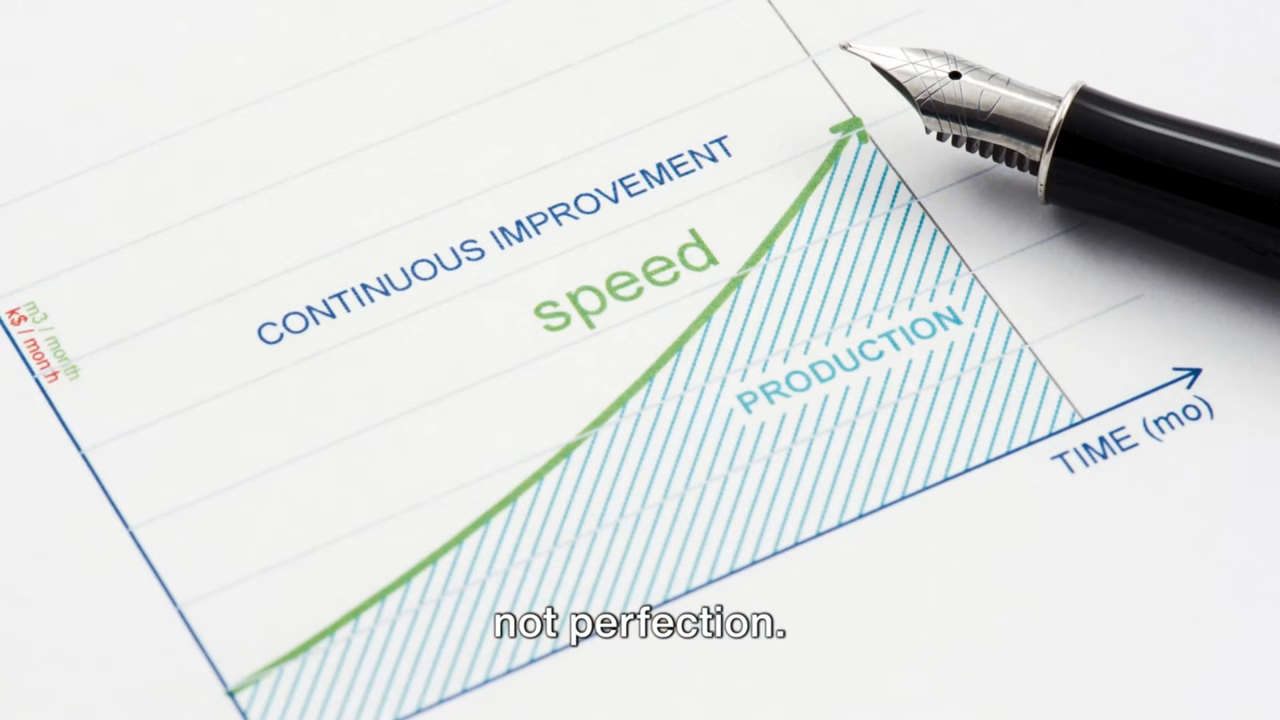 CONTINUOUS IMPROVEMENT
speed
m3 / month
k$ / month
PRODUCTION
TIME (mo)
not perfection.